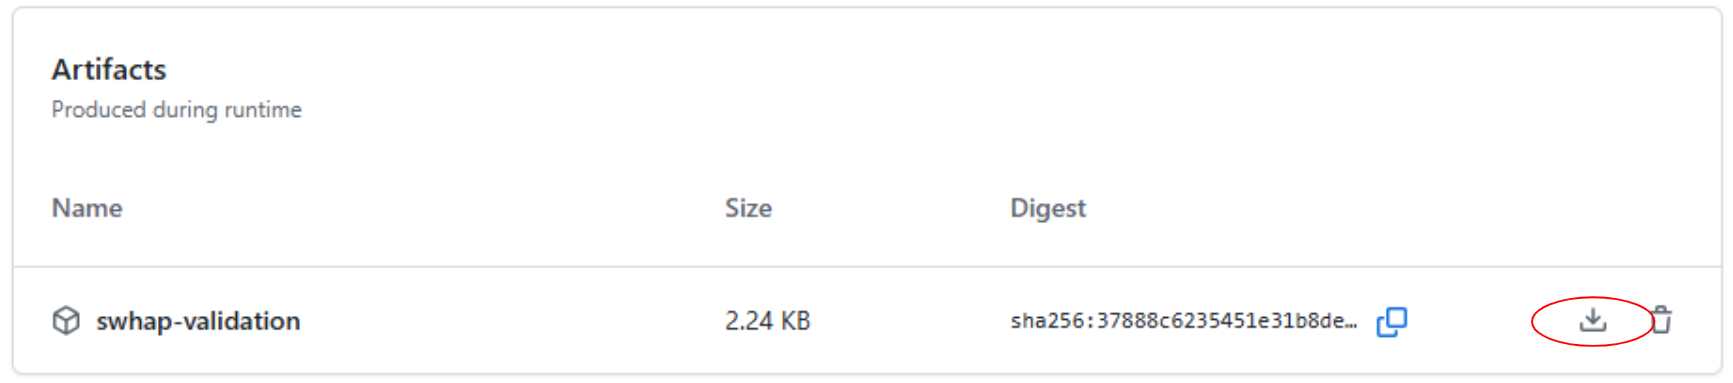 Artifacts
Produced during runtime
Name Size Digest
swhap-validation 2.24 KB sha256:37888c6235451e31b8de…